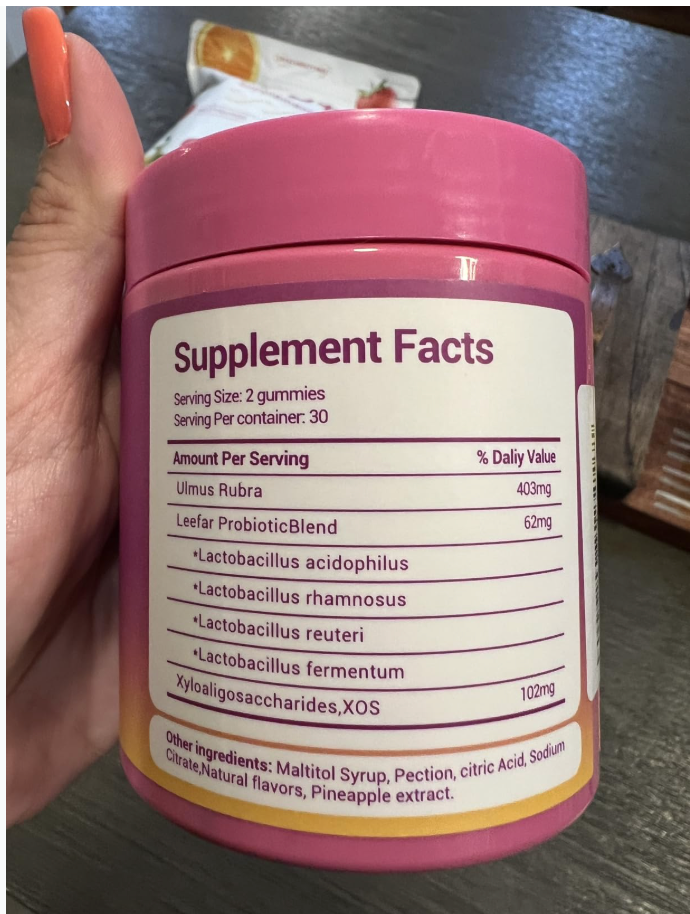 Supplement Facts
Serving Size: 2 gummies
Serving Per container: 30
Amount Per Serving % Daliy Value
Ulmus Rubra 403mg
Leefar ProbioticBlend 62mg
*Lactobacillus acidophilus
*Lactobacillus rhamnosus
*Lactobacillus reuteri
*Lactobacillus fermentum
Xyloaligosaccharides,XOS 102mg
Other ingredients: Maltitol Syrup, Pection, citric Acid, Sodium
Citrate,Natural flavors, Pineapple extract.